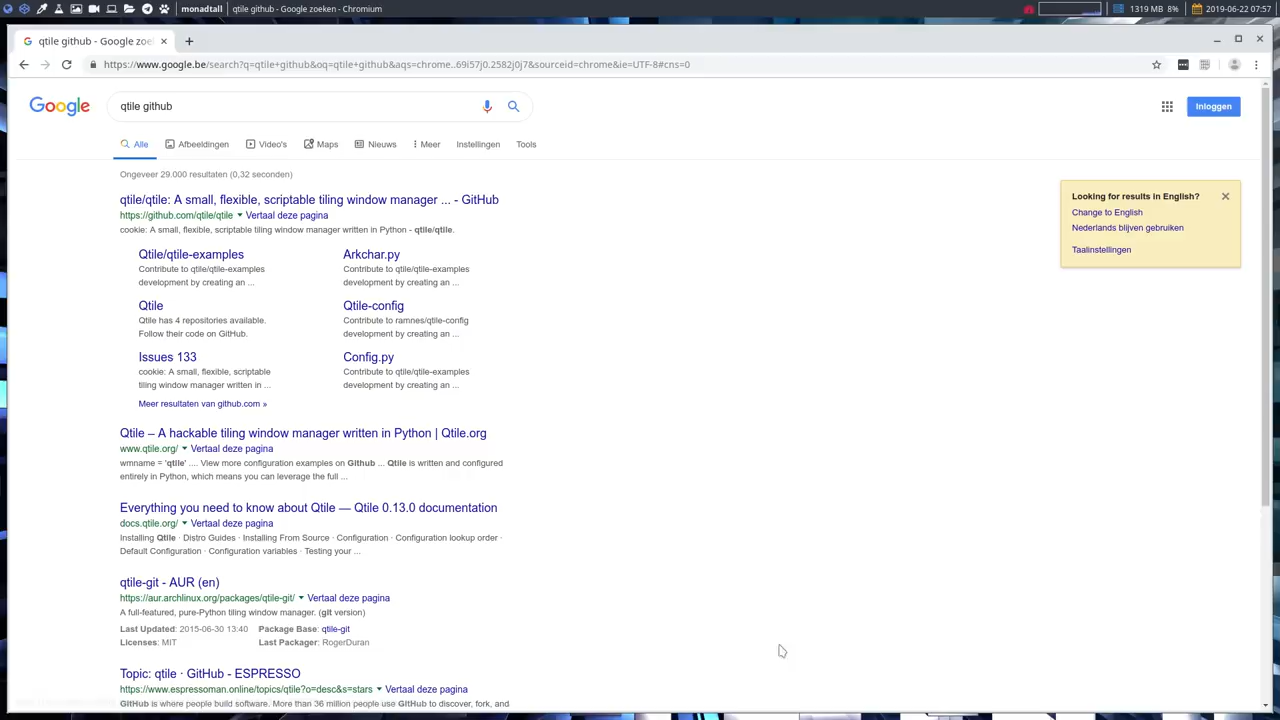 monadtall qtile github - Google zoeken - Chromium 1319 MB 8% 2019-06-22 07:57
qtile github - Google zoe
https://www.google.be/search?q=qtile+github&oq=qtile+github&aqs=chrome..69i57j0.2582j0j7&sourceid=chrome&ie=UTF-8#cns=0
Google qtile github Inloggen
Alle Afbeeldingen Video's Maps Nieuws Meer Instellingen Tools
Ongeveer 29.000 resultaten (0,32 seconden)
qtile/qtile: A small, flexible, scriptable tiling window manager ... - GitHub
https://github.com/qtile/qtile Vertaal deze pagina
cookie: A small, flexible, scriptable tiling window manager written in Python - qtile/qtile.
Qtile/qtile-examples
Contribute to qtile/qtile-examples
development by creating an ...
Arkchar.py
Contribute to qtile/qtile-examples
development by creating an ...
Qtile
Qtile has 4 repositories available.
Follow their code on GitHub.
Qtile-config
Contribute to ramnes/qtile-config
development by creating an ...
Issues 133
cookie: A small, flexible, scriptable
tiling window manager written in ...
Config.py
Contribute to qtile/qtile-examples
development by creating an ...
Meer resultaten van github.com »
Qtile – A hackable tiling window manager written in Python | Qtile.org
www.qtile.org/ Vertaal deze pagina
wmname = 'qtile' .... View more configuration examples on Github ... Qtile is written and configured
entirely in Python, which means you can leverage the full ...
Everything you need to know about Qtile — Qtile 0.13.0 documentation
docs.qtile.org/ Vertaal deze pagina
Installing Qtile · Distro Guides · Installing From Source · Configuration · Configuration lookup order ·
Default Configuration · Configuration variables · Testing your ...
qtile-git - AUR (en)
https://aur.archlinux.org/packages/qtile-git/ Vertaal deze pagina
A full-featured, pure-Python tiling window manager. (git version)
Last Updated: 2015-06-30 13:40 Package Base: qtile-git
Licenses: MIT Last Packager: RogerDuran
Topic: qtile · GitHub - ESPRESSO
https://www.espressoman.online/topics/qtile?o=desc&s=stars Vertaal deze pagina
GitHub is where people build software. More than 36 million people use GitHub to discover, fork, and
Looking for results in English?
Change to English
Nederlands blijven gebruiken
Taalinstellingen